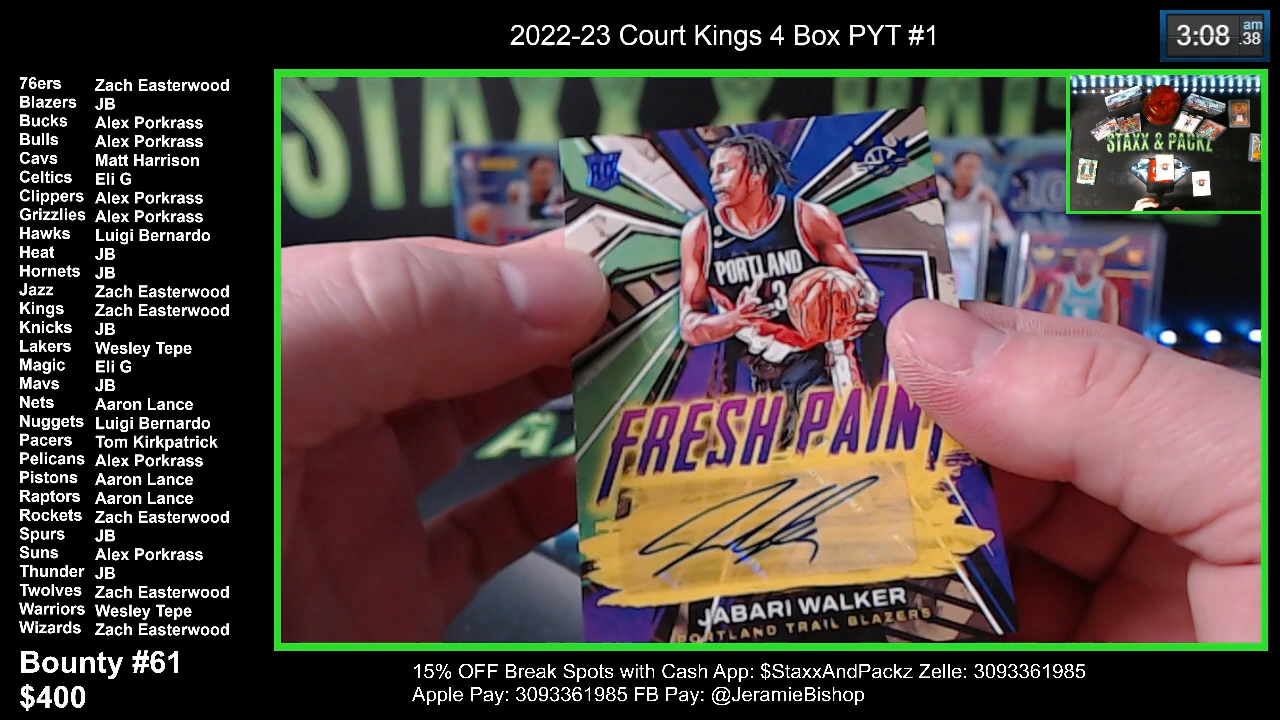 2022-23 Court Kings 4 Box PYT #1
3:08 am .38
76ers Zach Easterwood
Blazers JB
Bucks Alex Porkrass
Bulls Alex Porkrass
Cavs Matt Harrison
Celtics Eli G
Clippers Alex Porkrass
Grizzlies Alex Porkrass
Hawks Luigi Bernardo
Heat JB
Hornets JB
Jazz Zach Easterwood
Kings Zach Easterwood
Knicks JB
Lakers Wesley Tepe
Magic Eli G
Mavs JB
Nets Aaron Lance
Nuggets Luigi Bernardo
Pacers Tom Kirkpatrick
Pelicans Alex Porkrass
Pistons Aaron Lance
Raptors Aaron Lance
Rockets Zach Easterwood
Spurs JB
Suns Alex Porkrass
Thunder JB
Twolves Zach Easterwood
Warriors Wesley Tepe
Wizards Zach Easterwood
Bounty #61
$400
STAXX &
STAXX & PACKZ
PORTLAND
FRESH PAIN
JABARI WALKER
PORTLAND TRAIL BLAZERS
15% OFF Break Spots with Cash App: $StaxxAndPackz Zelle: 3093361985
Apple Pay: 3093361985 FB Pay: @JeramieBishop